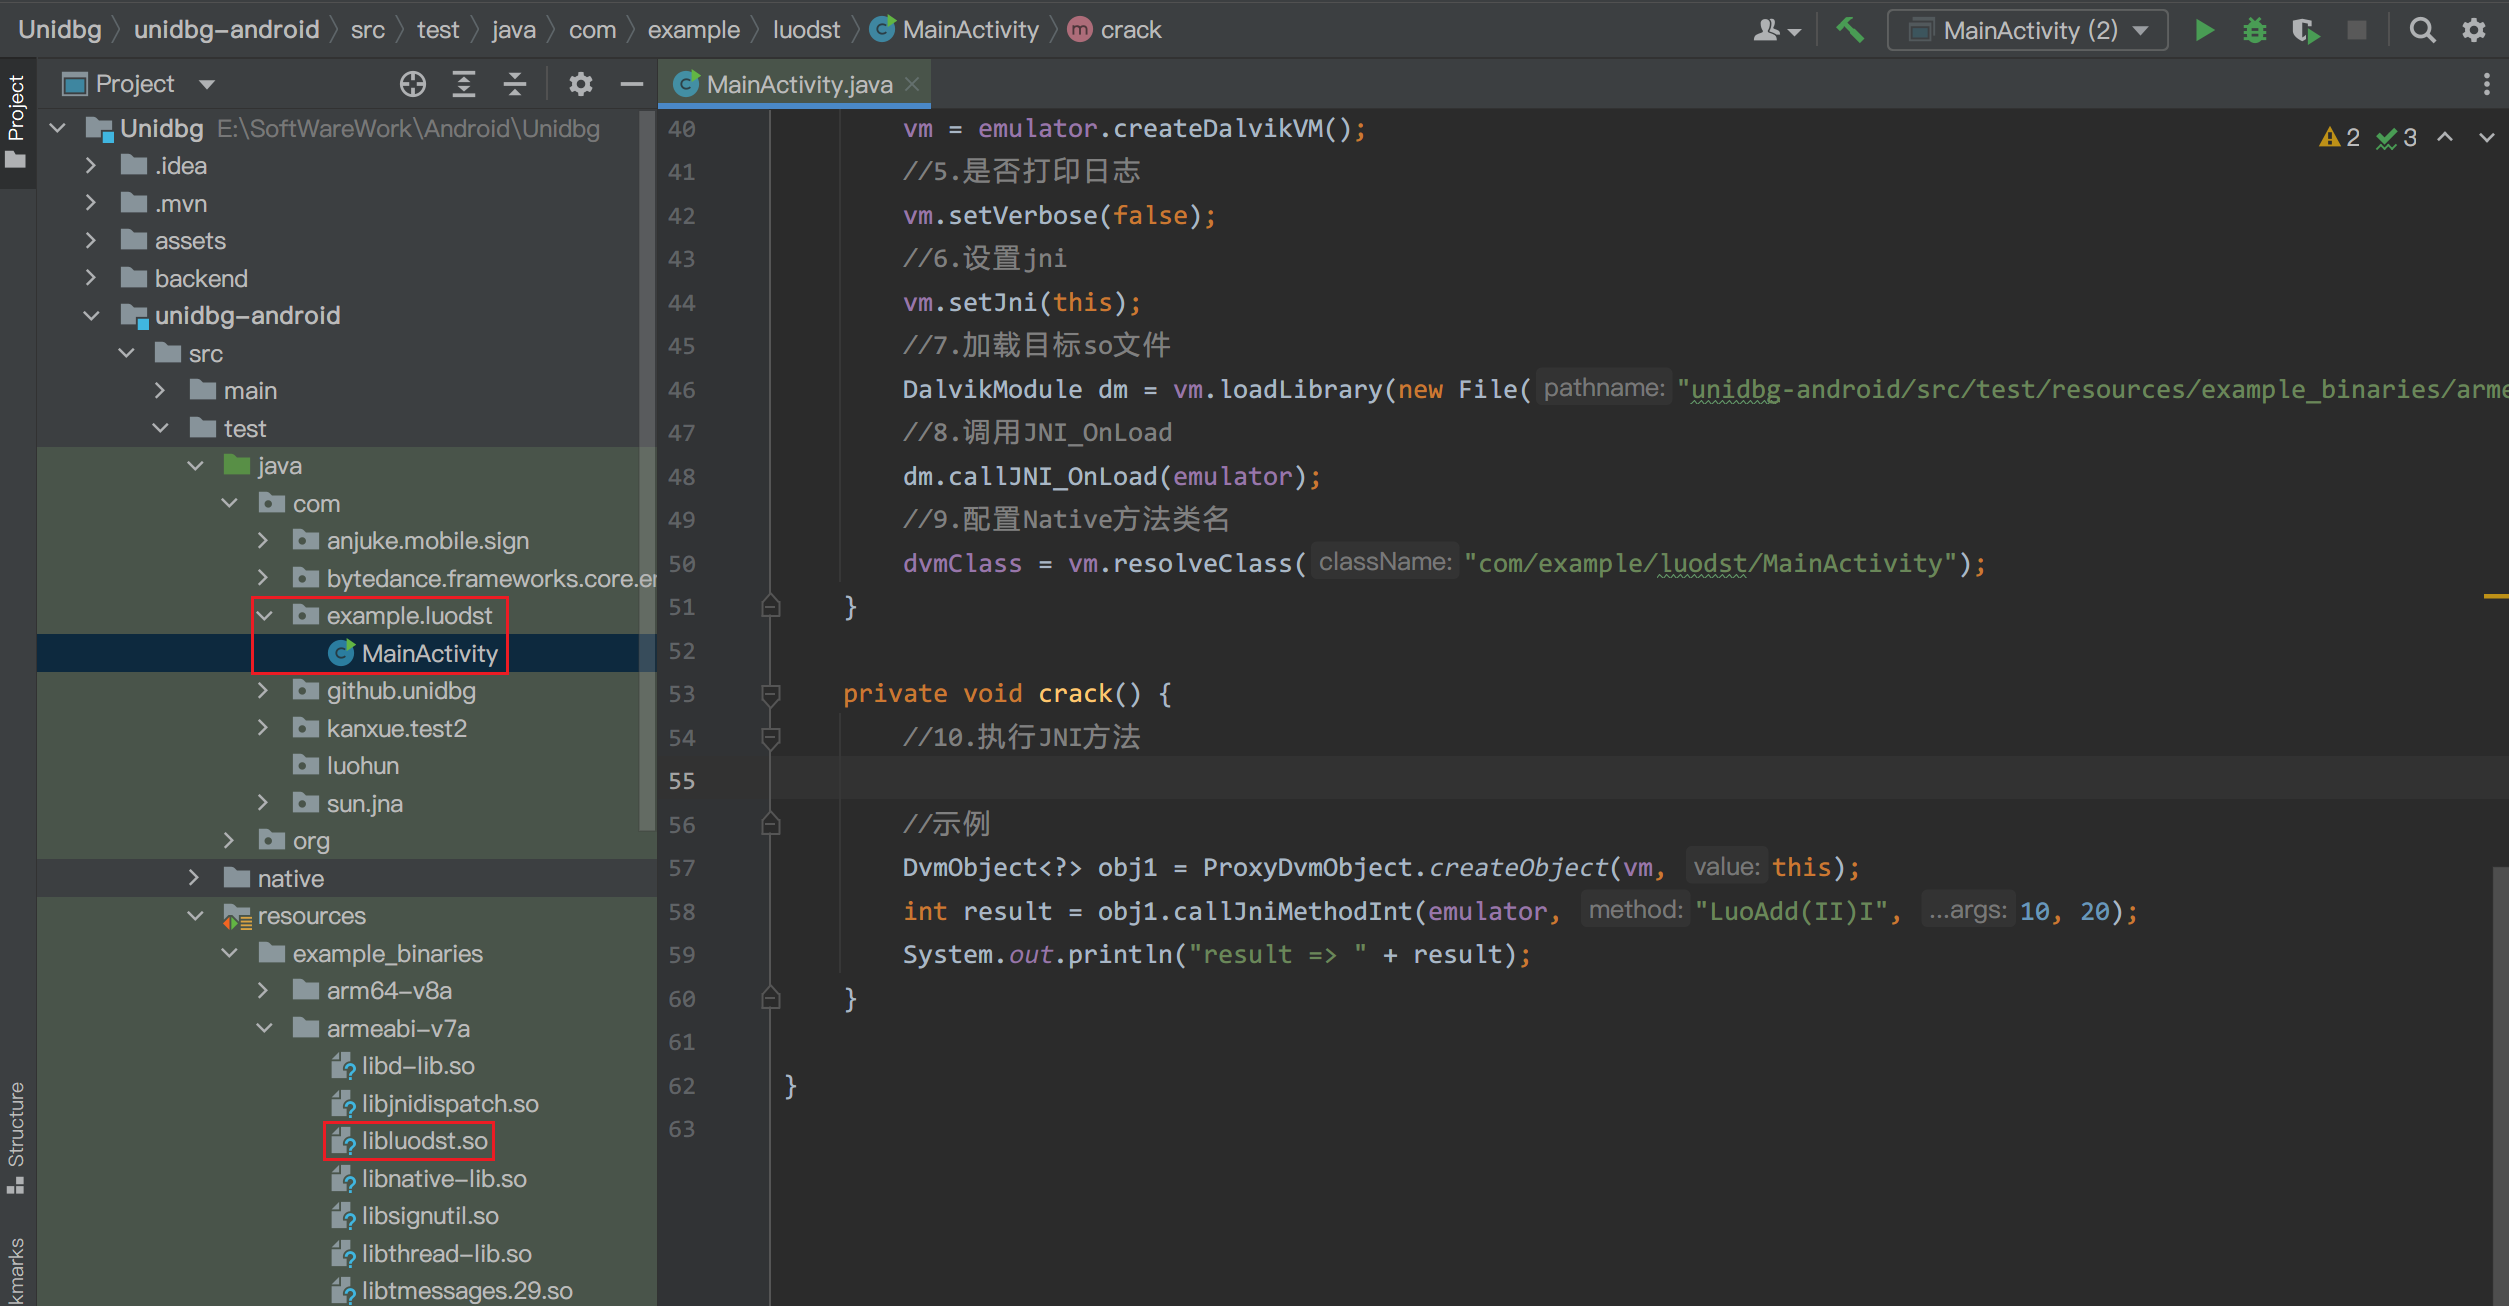 Unidbg unidbg-android src test java com example luodst MainActivity crack
MainActivity (2)
Project
Project
MainActivity.java
Unidbg E:\SoftWareWork\Android\Unidbg
.idea
.mvn
assets
backend
unidbg-android
src
main
test
java
com
anjuke.mobile.sign
bytedance.frameworks.core.er
example.luodst
MainActivity
github.unidbg
kanxue.test2
luohun
sun.jna
org
native
resources
example_binaries
arm64-v8a
armeabi-v7a
libd-lib.so
libjnidispatch.so
libluodst.so
libnative-lib.so
libsignutil.so
libthread-lib.so
libtmessages.29.so
Structure
kmarks
2 3
40 vm = emulator.createDalvikVM();
41 //5.是否打印日志
42 vm.setVerbose(false);
43 //6.设置jni
44 vm.setJni(this);
45 //7.加载目标so文件
46 DalvikModule dm = vm.loadLibrary(new File( pathname: "unidbg-android/src/test/resources/example_binaries/arme
47 //8.调用JNI_OnLoad
48 dm.callJNI_OnLoad(emulator);
49 //9.配置Native方法类名
50 dvmClass = vm.resolveClass( className: "com/example/luodst/MainActivity");
51 }
52
53 private void crack() {
54 //10.执行JNI方法
55
56 //示例
57 DvmObject<?> obj1 = ProxyDvmObject.createObject(vm, value: this);
58 int result = obj1.callJniMethodInt(emulator, method: "LuoAdd(II)I", ...args: 10, 20);
59 System.out.println("result => " + result);
60 }
61
62 }
63